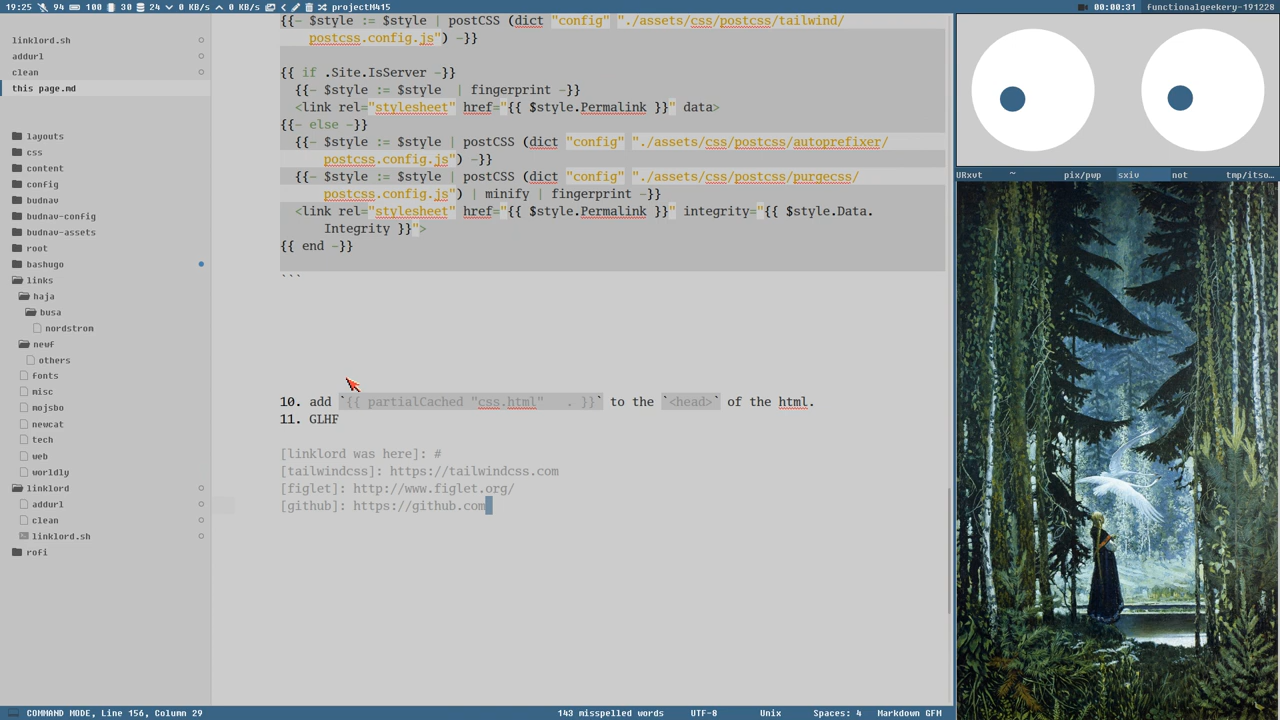 19:25 94 100 30 24 0 KB/s 0 KB/s projectM415
00:00:31 functionalgeekery-191228
linklord.sh
addurl
clean
this page.md
layouts
css
content
config
budnav
budnav-config
budnav-assets
root
bashugo
links
haja
busa
nordstrom
newf
others
fonts
misc
mojsbo
newcat
tech
web
worldly
linklord
addurl
clean
linklord.sh
rofi
{{- $style := $style | postCSS (dict "config" "./assets/css/postcss/tailwind/
postcss.config.js") -}}
{{ if .Site.IsServer -}}
{{- $style := $style  | fingerprint -}}
<link rel="stylesheet" href="{{ $style.Permalink }}" data>
{{- else -}}
{{- $style := $style | postCSS (dict "config" "./assets/css/postcss/autoprefixer/
postcss.config.js") -}}
{{- $style := $style | postCSS (dict "config" "./assets/css/postcss/purgecss/
postcss.config.js") | minify | fingerprint -}}
<link rel="stylesheet" href="{{ $style.Permalink }}" integrity="{{ $style.Data.
Integrity }}">
{{ end -}}
```
10. add `{{ partialCached "css.html"   . }}` to the `<head>` of the html.
11. GLHF
[linklord was here]: #
[tailwindcss]: https://tailwindcss.com
[figlet]: http://www.figlet.org/
[github]: https://github.com
URxvt ~ pix/pwp sxiv not tmp/itso...
COMMAND MODE, Line 156, Column 29 143 misspelled words UTF-8 Unix Spaces: 4 Markdown GFM